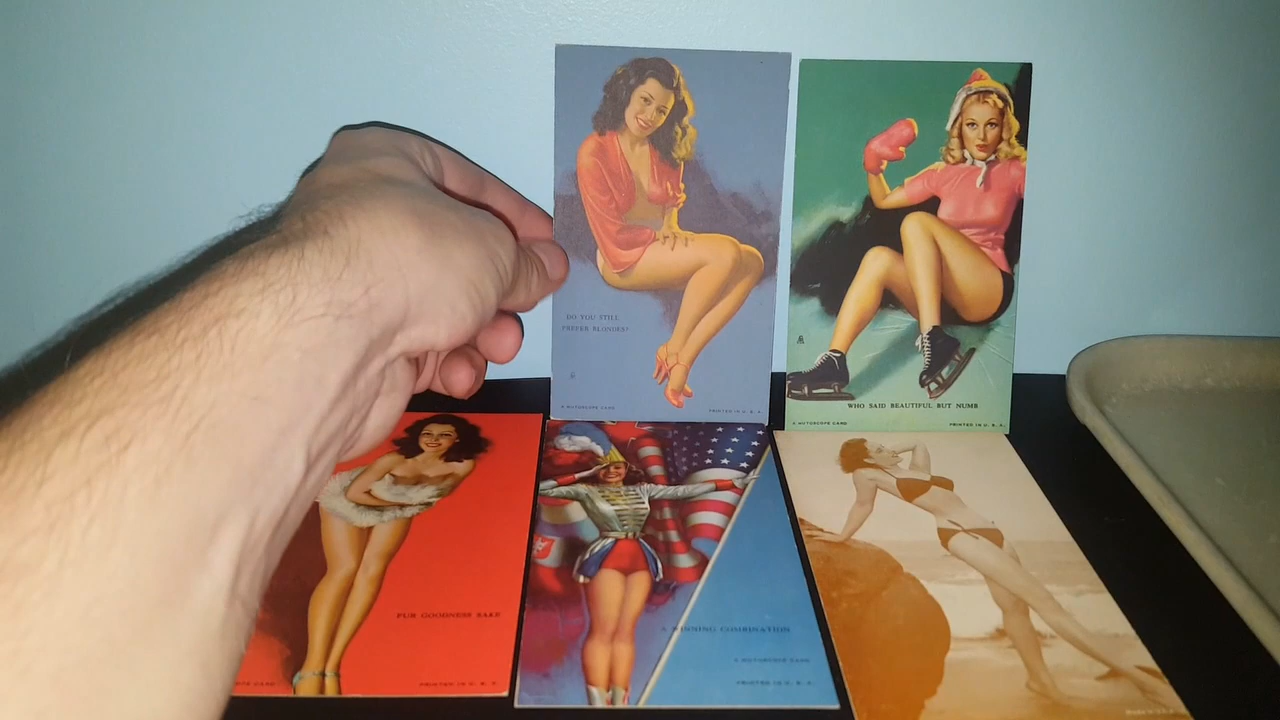 DO YOU STILL
PREFER BLONDES?
A MUTOSCOPE CARD
PRINTED IN U. S. A.
WHO SAID BEAUTIFUL BUT NUMB
A MUTOSCOPE CARD
PRINTED IN U. S. A.
FUR GOODNESS SAKE
CARD
PRINTED IN U. S. A.
A WINNING COMBINATION
A MUTOSCOPE CARD
PRINTED IN U. S. A.